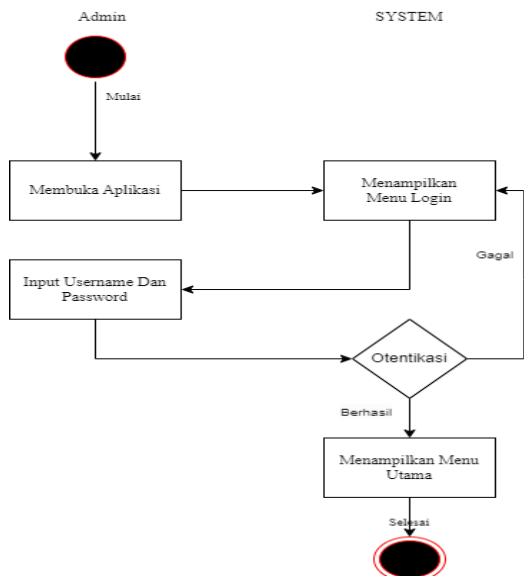 Admin
SYSTEM
Mulai
Membuka Aplikasi
Menampilkan
Menu Login
Gagal
Input Username Dan
Password
Otentikasi
Berhasil
Menampilkan Menu
Utama
Selesai